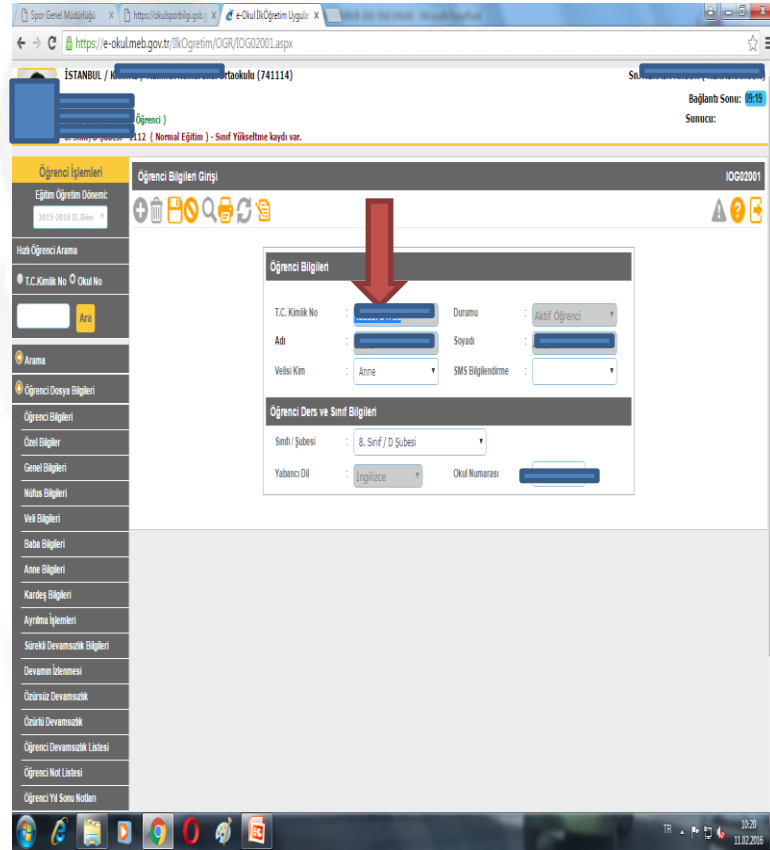 Spor Genel Müdürlüğü
https://okulsporbilgi.gsb.g
e-Okul İlkÖğretim Uygula
https://e-okul.meb.gov.tr/IlkOgretim/OGR/IOG02001.aspx
İSTANBUL / K
rtaokulu (741114)
Sn.
Bağlantı Sonu: 09:19
Öğrenci )
Sunucu:
1112 ( Normal Eğitim ) - Sınıf Yükseltme kaydı var.
Öğrenci İşlemleri
Öğrenci Bilgileri Girişi
IOG02001
Eğitim Öğretim Dönemi:
2015-2016 II. Döne
Hızlı Öğrenci Arama
T.C.Kimlik No
Okul No
Ara
Arama
Öğrenci Dosya Bilgileri
Öğrenci Bilgileri
Özel Bilgiler
Genel Bilgileri
Nüfus Bilgileri
Veli Bilgileri
Baba Bilgileri
Anne Bilgileri
Kardeş Bilgileri
Ayrılma İşlemleri
Sürekli Devamsızlık Bilgileri
Devamın İzlenmesi
Özürsüz Devamsızlık
Özürlü Devamsızlık
Öğrenci Devamsızlık Listesi
Öğrenci Not Listesi
Öğrenci Yıl Sonu Notları
Öğrenci Bilgileri
T.C. Kimlik No :
Durumu : Aktif Öğrenci
Adı :
Soyadı :
Velisi Kim : Anne
SMS Bilgilendirme :
Öğrenci Ders ve Sınıf Bilgileri
Sınıfı / Şubesi : 8. Sınıf / D Şubesi
Yabancı Dil : İngilizce
Okul Numarası
TR
10:20
11.02.2016